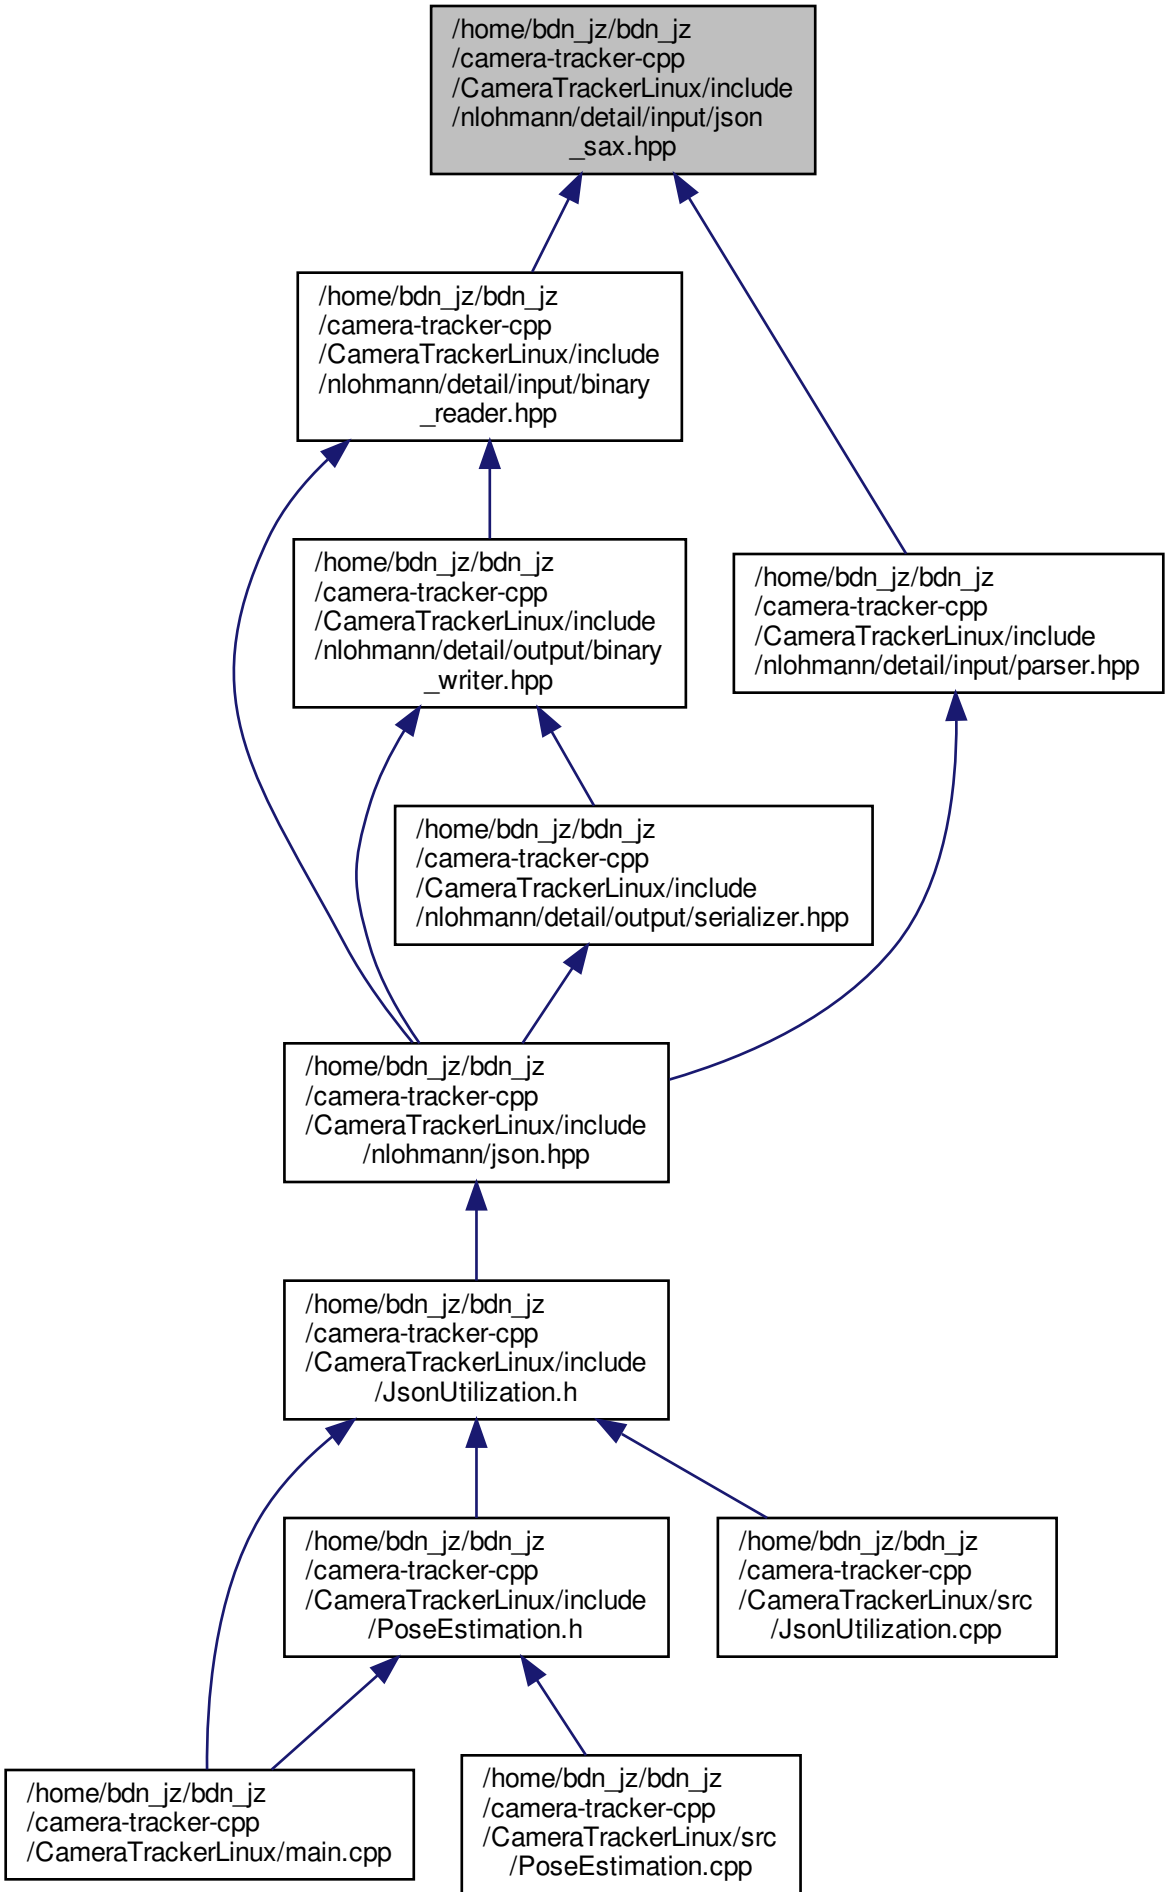 /home/bdn_jz/bdn_jz
/camera-tracker-cpp
/CameraTrackerLinux/include
/nlohmann/detail/input/json
_sax.hpp
/home/bdn_jz/bdn_jz
/camera-tracker-cpp
/CameraTrackerLinux/include
/nlohmann/detail/input/binary
_reader.hpp
/home/bdn_jz/bdn_jz
/camera-tracker-cpp
/CameraTrackerLinux/include
/nlohmann/detail/output/binary
_writer.hpp
/home/bdn_jz/bdn_jz
/camera-tracker-cpp
/CameraTrackerLinux/include
/nlohmann/detail/input/parser.hpp
/home/bdn_jz/bdn_jz
/camera-tracker-cpp
/CameraTrackerLinux/include
/nlohmann/detail/output/serializer.hpp
/home/bdn_jz/bdn_jz
/camera-tracker-cpp
/CameraTrackerLinux/include
/nlohmann/json.hpp
/home/bdn_jz/bdn_jz
/camera-tracker-cpp
/CameraTrackerLinux/include
/JsonUtilization.h
/home/bdn_jz/bdn_jz
/camera-tracker-cpp
/CameraTrackerLinux/include
/PoseEstimation.h
/home/bdn_jz/bdn_jz
/camera-tracker-cpp
/CameraTrackerLinux/src
/JsonUtilization.cpp
/home/bdn_jz/bdn_jz
/camera-tracker-cpp
/CameraTrackerLinux/main.cpp
/home/bdn_jz/bdn_jz
/camera-tracker-cpp
/CameraTrackerLinux/src
/PoseEstimation.cpp